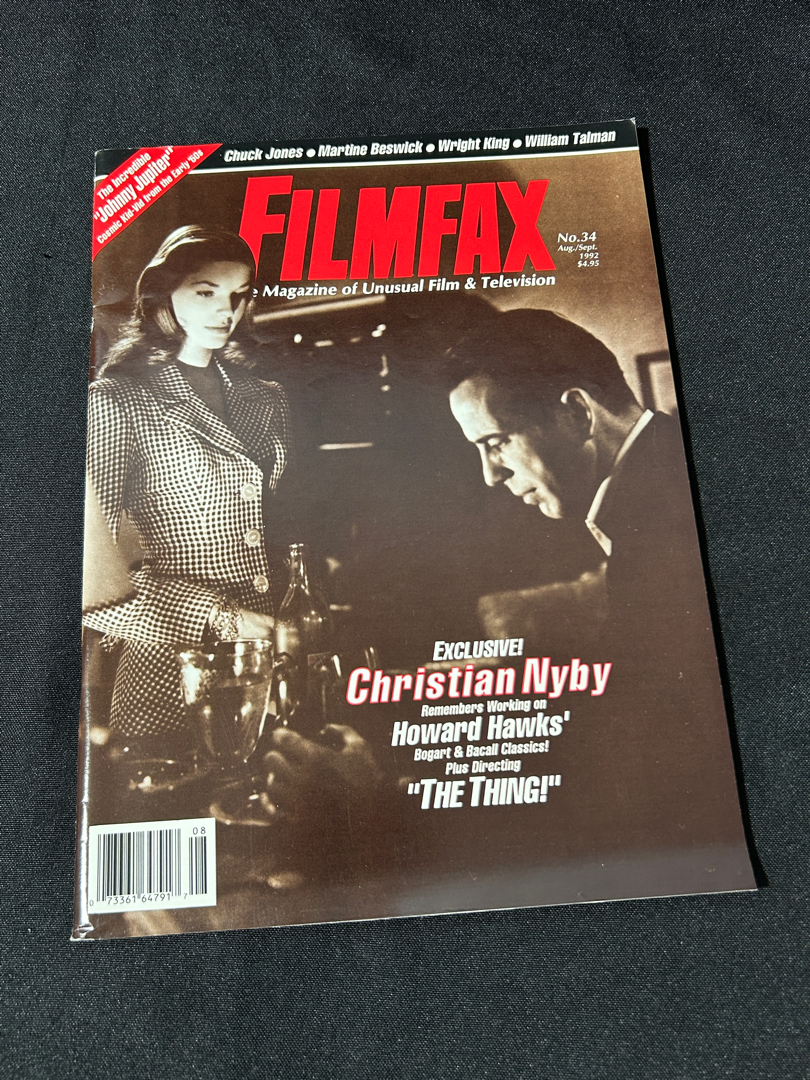 The Incredible
"Johnny Jupiter"
Cosmic Kid-Vid from the Early '50s
Chuck Jones • Martine Beswick • Wright King • William Talman
FILMFAX
No.34
Aug./Sept.
1992
$4.95
e Magazine of Unusual Film & Television
EXCLUSIVE!
Christian Nyby
Remembers Working on
Howard Hawks'
Bogart & Bacall Classics!
Plus Directing
"THE THING!"
08
0 73361 64791 7